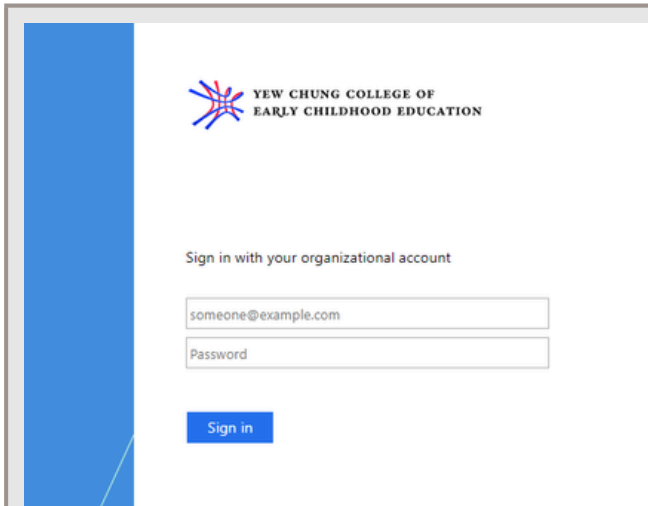 YEW CHUNG COLLEGE OF
EARLY CHILDHOOD EDUCATION
Sign in with your organizational account
someone@example.com
Password
Sign in